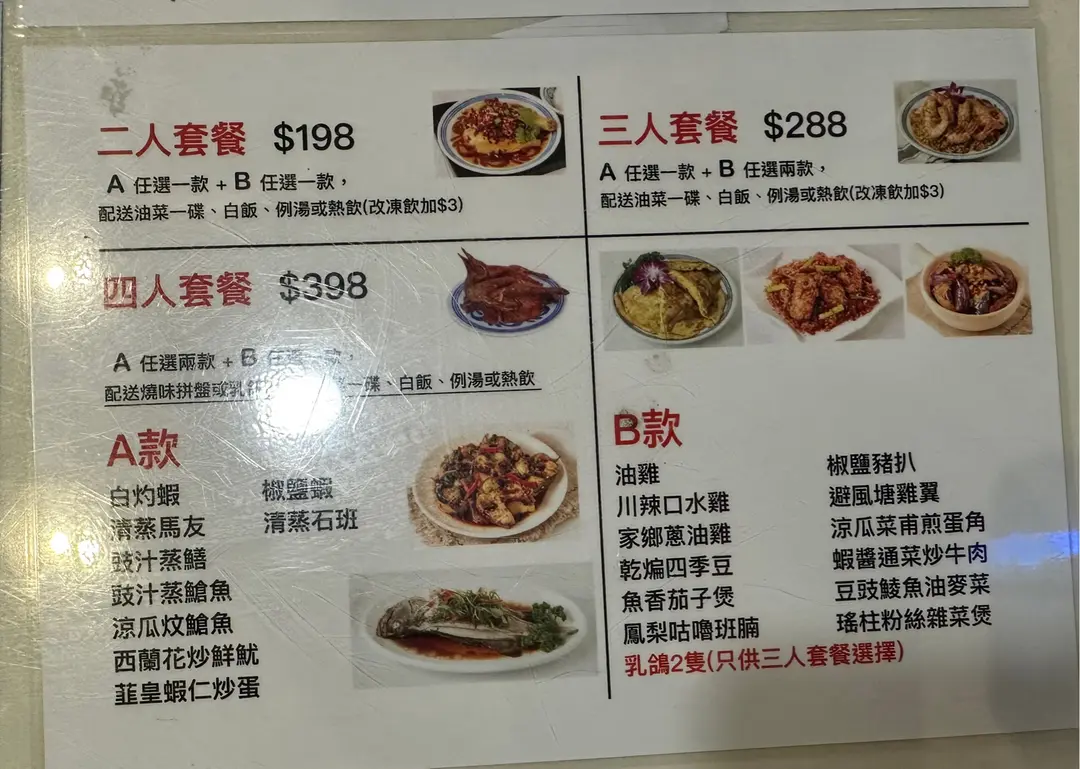 二人套餐 $198
A 任選一款 + B 任選一款，
配送油菜一碟、白飯、例湯或熱飲(改凍飲加$3)
三人套餐 $288
A 任選一款 + B 任選兩款，
配送油菜一碟、白飯、例湯或熱飲(改凍飲加$3)
四人套餐 $398
A 任選兩款 + B 任選 款，
配送燒味拼盤或乳 一碟、白飯、例湯或熱飲
A款
白灼蝦 椒鹽蝦
清蒸馬友 清蒸石班
豉汁蒸鱔
豉汁蒸鯧魚
涼瓜炆鯧魚
西蘭花炒鮮魷
韮皇蝦仁炒蛋
B款
油雞 椒鹽豬扒
川辣口水雞 避風塘雞翼
家鄉蔥油雞 涼瓜菜甫煎蛋角
乾煸四季豆 蝦醬通菜炒牛肉
魚香茄子煲 豆豉鯪魚油麥菜
鳳梨咕嚕班腩 瑤柱粉絲雜菜煲
乳鴿2隻(只供三人套餐選擇)